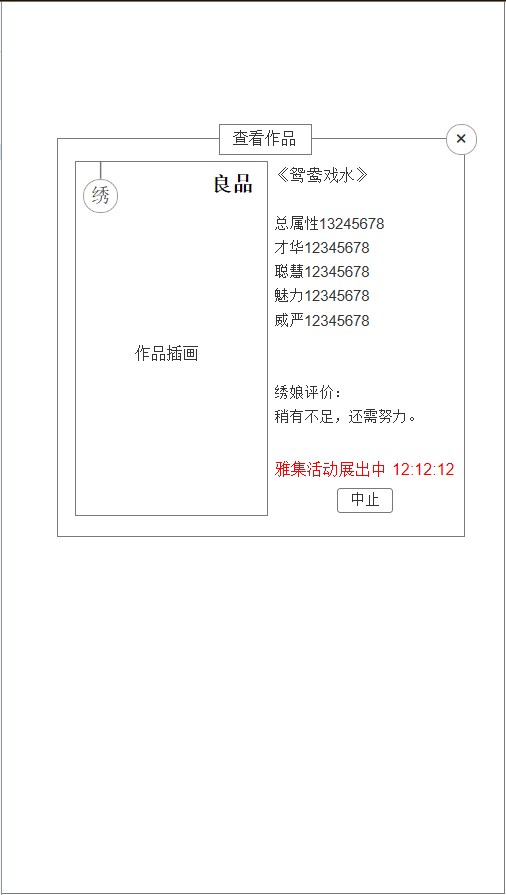 查看作品
×
绣
良品
作品插画
《鸳鸯戏水》
总属性13245678
才华12345678
聪慧12345678
魅力12345678
威严12345678
绣娘评价：
稍有不足，还需努力。
雅集活动展出中 12:12:12
中止